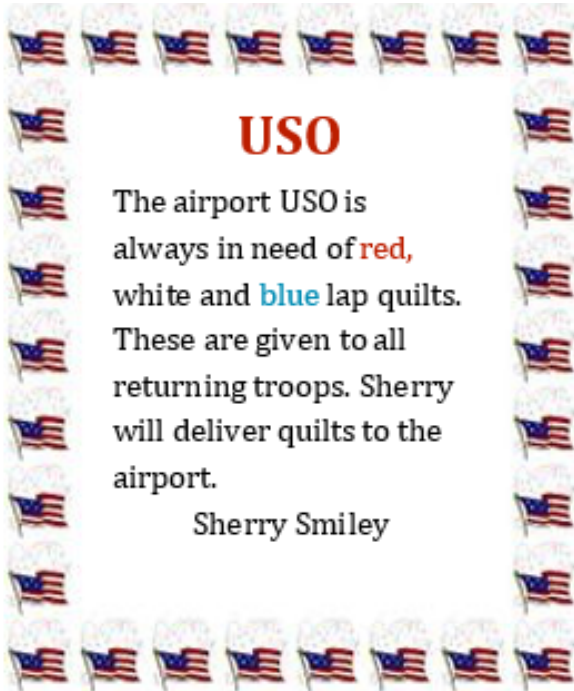 USO
The airport USO is
always in need of red,
white and blue lap quilts.
These are given to all
returning troops. Sherry
will deliver quilts to the
airport.
Sherry Smiley